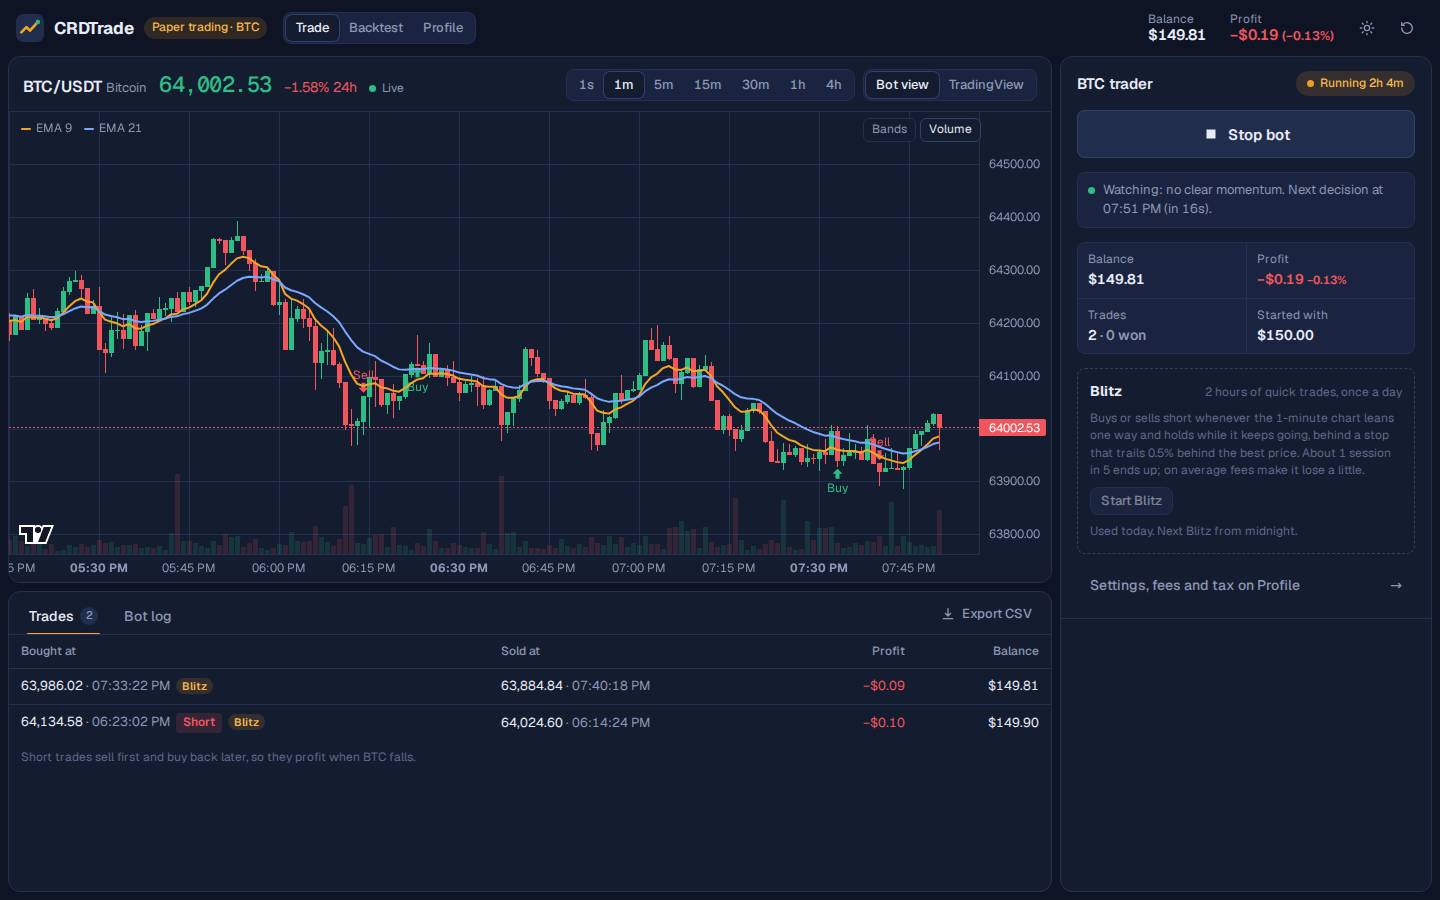 CRDTrade
Paper trading · BTC
Trade Backtest Profile
Balance
$149.81
Profit
−$0.19 (−0.13%)
BTC/USDT Bitcoin 64,002.53 −1.58% 24h Live
1s 1m 5m 15m 30m 1h 4h
Bot view TradingView
EMA 9 EMA 21
Bands Volume
64500.00
64400.00
64300.00
64200.00
64100.00
64002.53
63900.00
63800.00
Sell
Buy
Sell
Buy
5 PM 05:30 PM 05:45 PM 06:00 PM 06:15 PM 06:30 PM 06:45 PM 07:00 PM 07:15 PM 07:30 PM 07:45 PM
Trades 2 Bot log
Export CSV
Bought at Sold at Profit Balance
63,986.02 · 07:33:22 PM Blitz 63,884.84 · 07:40:18 PM −$0.09 $149.81
64,134.58 · 06:23:02 PM Short Blitz 64,024.60 · 06:14:24 PM −$0.10 $149.90
Short trades sell first and buy back later, so they profit when BTC falls.
BTC trader
Running 2h 4m
Stop bot
Watching: no clear momentum. Next decision at
07:51 PM (in 16s).
Balance
$149.81
Profit
−$0.19 −0.13%
Trades
2 · 0 won
Started with
$150.00
Blitz
2 hours of quick trades, once a day
Buys or sells short whenever the 1-minute chart leans
one way and holds while it keeps going, behind a stop
that trails 0.5% behind the best price. About 1 session
in 5 ends up; on average fees make it lose a little.
Start Blitz
Used today. Next Blitz from midnight.
Settings, fees and tax on Profile →